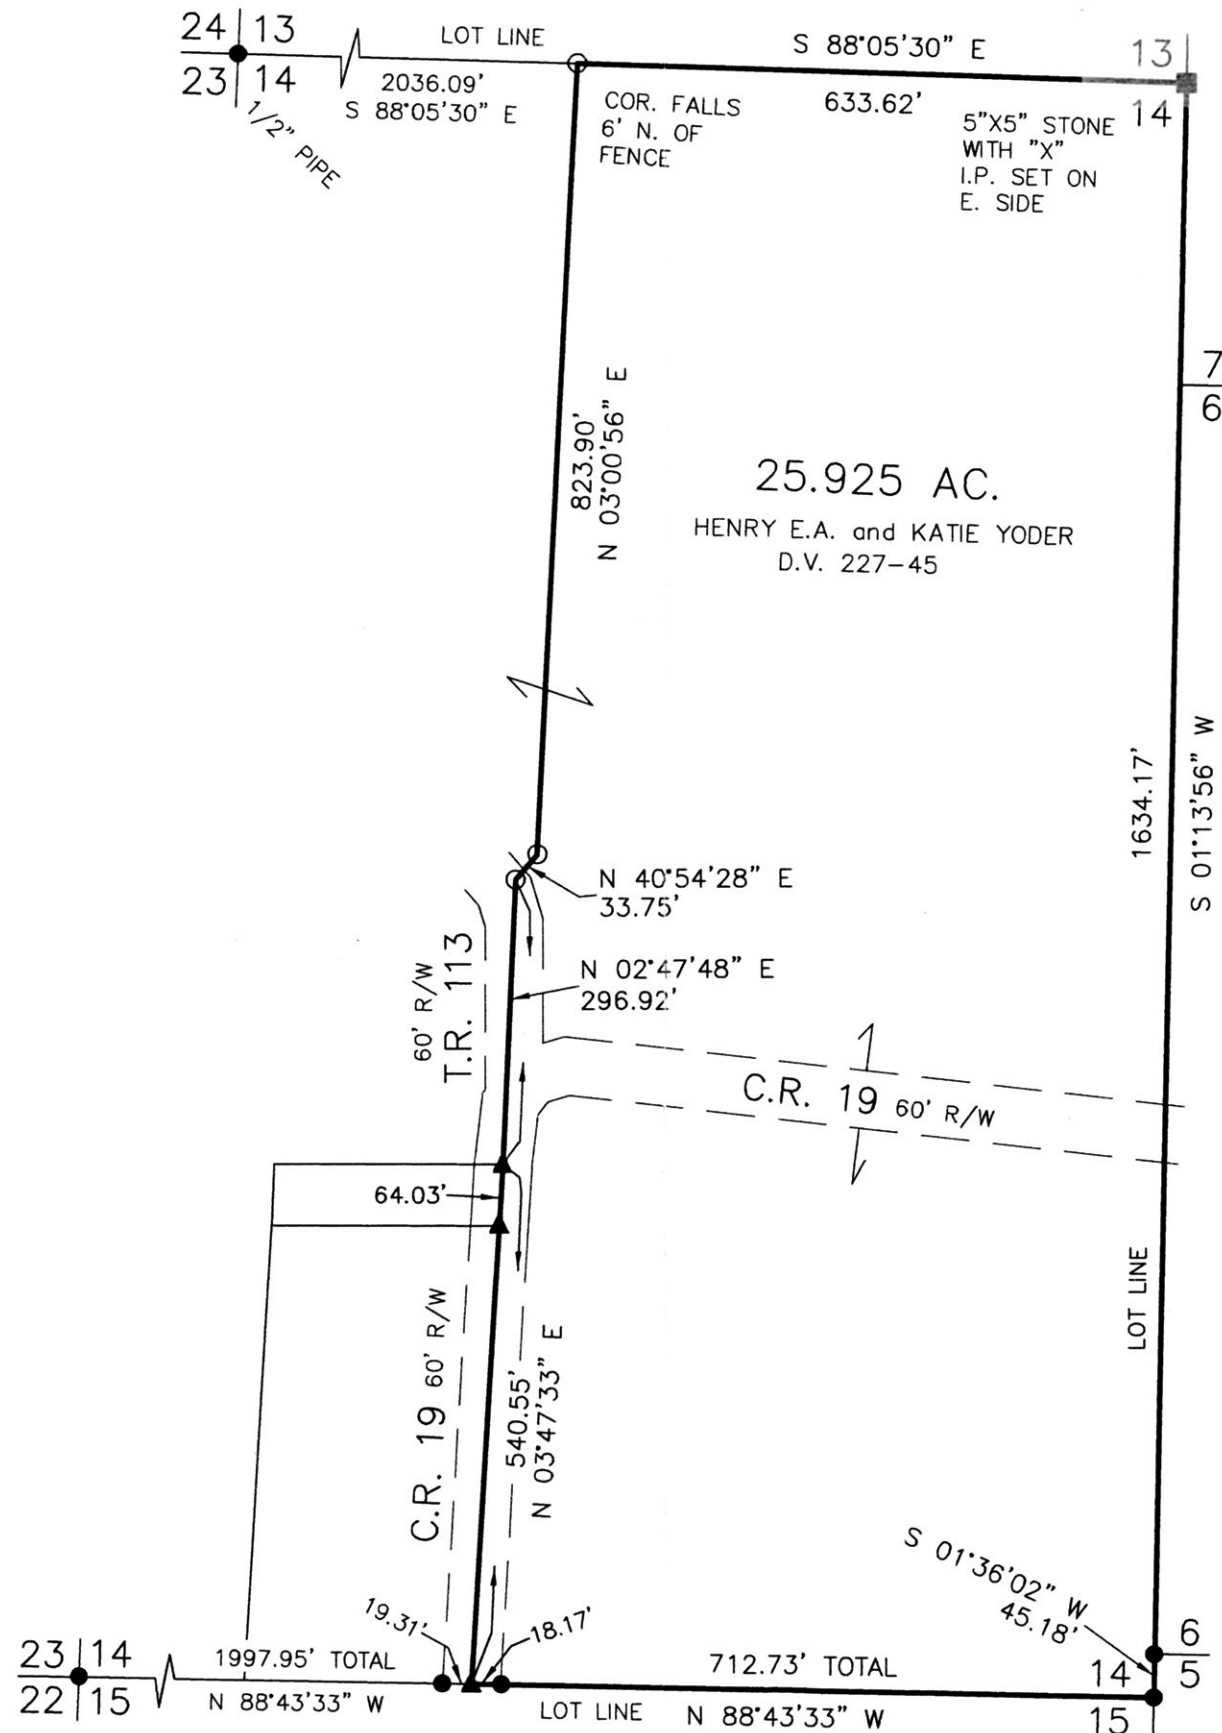 24 13
23 14
1/2" PIPE
LOT LINE
2036.09'
S 88°05'30" E
S 88°05'30" E
633.62'
13
14
COR. FALLS
6' N. OF
FENCE
5"X5" STONE
WITH "X"
I.P. SET ON
E. SIDE
7
6
823.90'
N 03°00'56" E
25.925 AC.
HENRY E.A. and KATIE YODER
D.V. 227-45
1634.17'
S 01°13'56" W
N 40°54'28" E
33.75'
N 02°47'48" E
296.92'
60' R/W
T.R. 113
C.R. 19 60' R/W
64.03'
C.R. 19 60' R/W
540.55'
N 03°47'33" E
LOT LINE
S 01°36'02" W
45.18'
19.31'
18.17'
23 14
22 15
1997.95' TOTAL
N 88°43'33" W
712.73' TOTAL
LOT LINE N 88°43'33" W
14
15
6
5